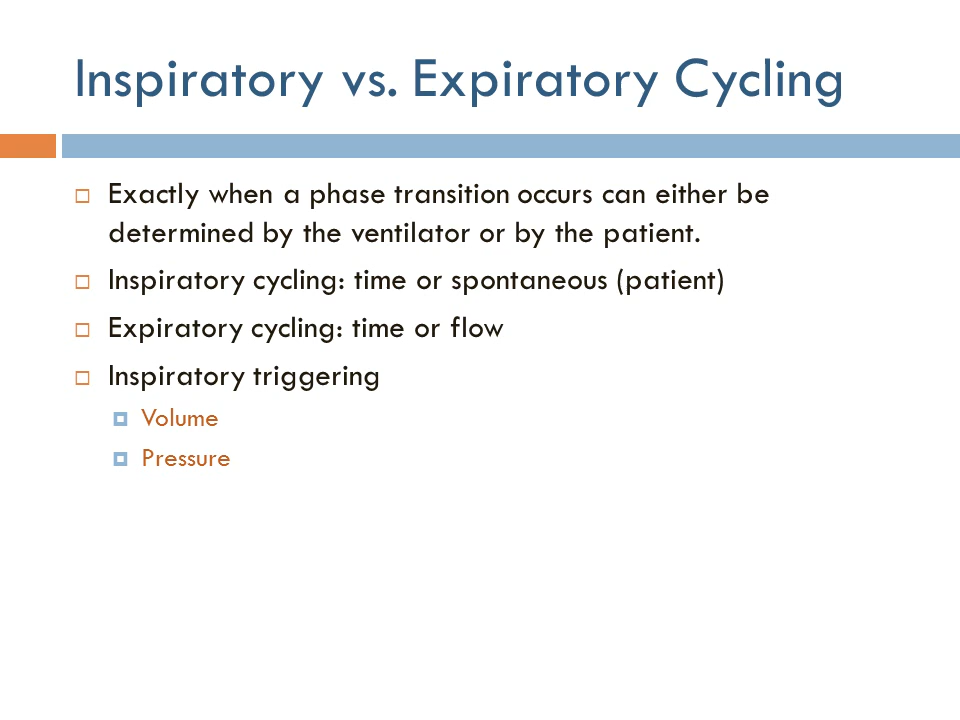 Inspiratory vs. Expiratory Cycling
Exactly when a phase transition occurs can either be
determined by the ventilator or by the patient.
Inspiratory cycling: time or spontaneous (patient)
Expiratory cycling: time or flow
Inspiratory triggering
Volume
Pressure